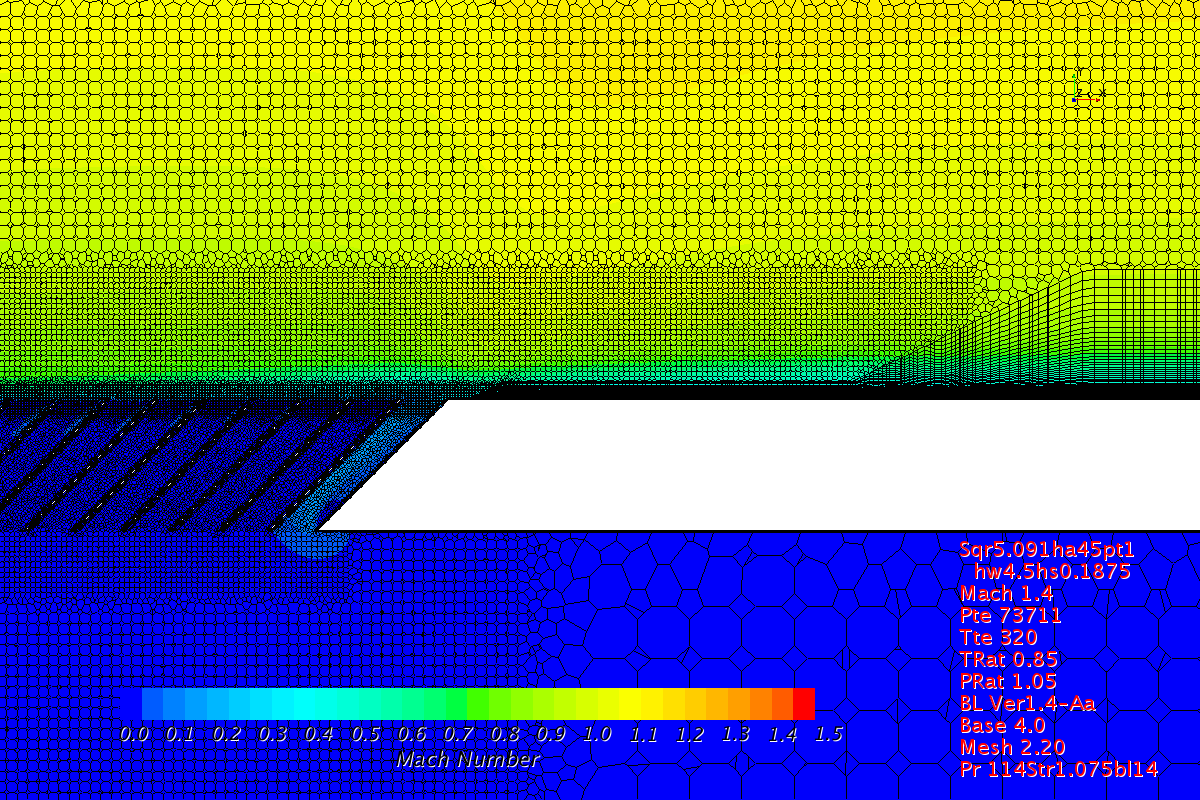 Y
Z X
Sqr5.091ha45pt1
hw4.5hs0.1875
Mach 1.4
Pte 73711
Tte 320
TRat 0.85
PRat 1.05
BL Ver1.4-Aa
Base 4.0
Mesh 2.20
Pr 114Str1.075bl14
0.0 0.1 0.2 0.3 0.4 0.5 0.6 0.7 0.8 0.9 1.0 1.1 1.2 1.3 1.4 1.5
Mach Number